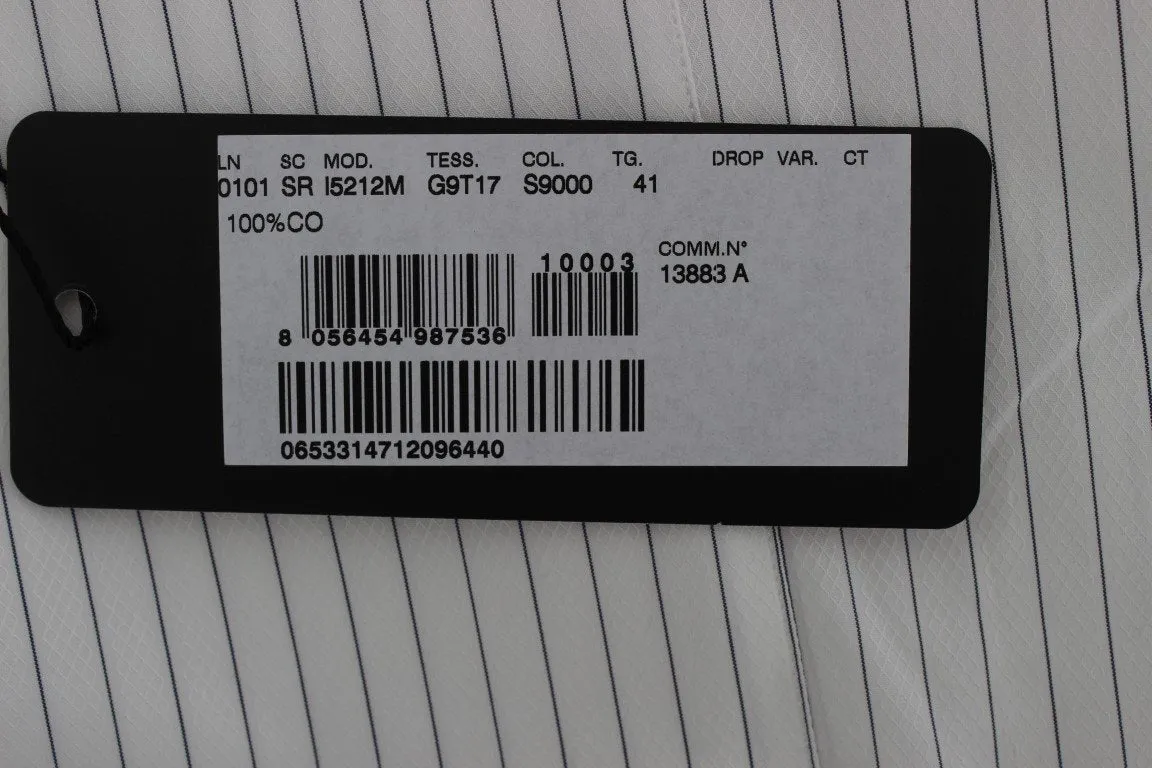 LN SC MOD. TESS. COL. TG. DROP VAR. CT
0101 SR I5212M G9T17 S9000 41
100%CO
COMM.N°
10003
13883 A
8 056454 987536
0653314712096440